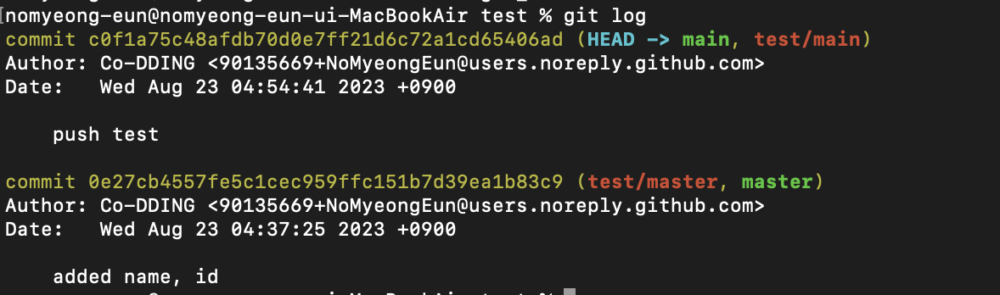 nomyeong-eun@nomyeong-eun-ui-MacBookAir test % git log
commit c0f1a75c48afdb70d0e7ff21d6c72a1cd65406ad (HEAD -> main, test/main)
Author: Co-DDING <90135669+NoMyeongEun@users.noreply.github.com>
Date:   Wed Aug 23 04:54:41 2023 +0900
push test
commit 0e27cb4557fe5c1cec959ffc151b7d39ea1b83c9 (test/master, master)
Author: Co-DDING <90135669+NoMyeongEun@users.noreply.github.com>
Date:   Wed Aug 23 04:37:25 2023 +0900
added name, id